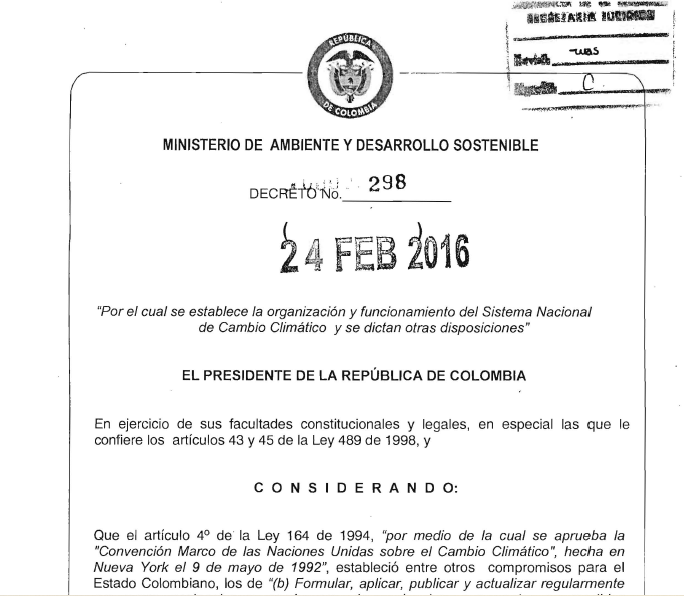 SECRETARIA JURIDICA
REPÚBLICA
DE COLOMBIA
MINISTERIO DE AMBIENTE Y DESARROLLO SOSTENIBLE
DECRETO No. 298
24 FEB 2016
"Por el cual se establece la organización y funcionamiento del Sistema Nacional
de Cambio Climático y se dictan otras disposiciones"
EL PRESIDENTE DE LA REPÚBLICA DE COLOMBIA
En ejercicio de sus facultades constitucionales y legales, en especial las que le
confiere los artículos 43 y 45 de la Ley 489 de 1998, y
C O N S I D E R A N D O:
Que el artículo 4º de la Ley 164 de 1994, "por medio de la cual se aprueba la
"Convención Marco de las Naciones Unidas sobre el Cambio Climático", hecha en
Nueva York el 9 de mayo de 1992", estableció entre otros compromisos para el
Estado Colombiano, los de "(b) Formular, aplicar, publicar y actualizar regularmente